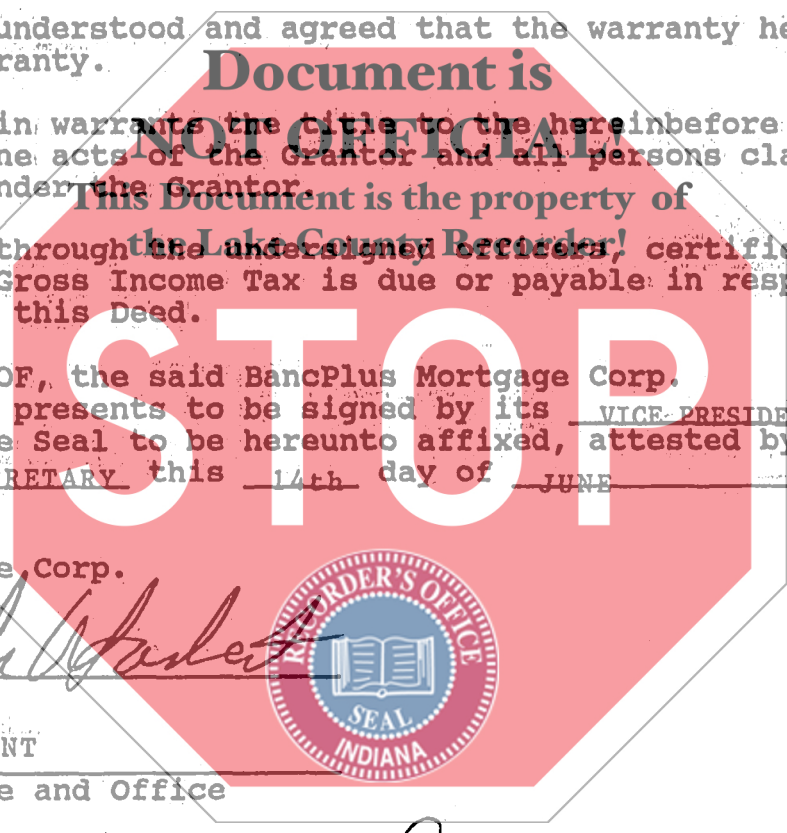 understood and agreed that the warranty he
ranty.
Document is
in warrants the title to the hereinbefore
NOT OFFICIAL!
ne acts of the Grantor and all persons cla
nder the Grantor.
This Document is the property of
the Lake County Recorder!
through the undersigned officers, certifie
Gross Income Tax is due or payable in resp
this Deed.
STOP
OF, the said BancPlus Mortgage Corp.
presents to be signed by its VICE PRESIDE
e Seal to be hereunto affixed, attested by
RETARY this 14th day of JUNE
e Corp.
RECORDER'S OFFICE
SEAL
INDIANA
NT
e and Office